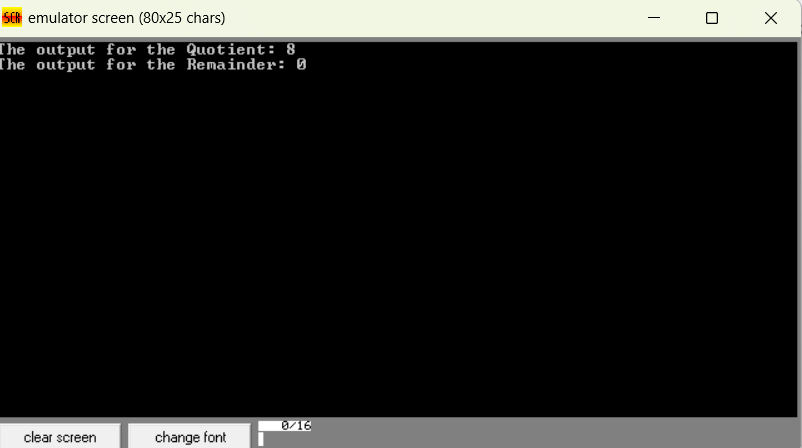 SCR emulator screen (80x25 chars)
The output for the Quotient: 8
The output for the Remainder: 0
0/16
clear screen change font